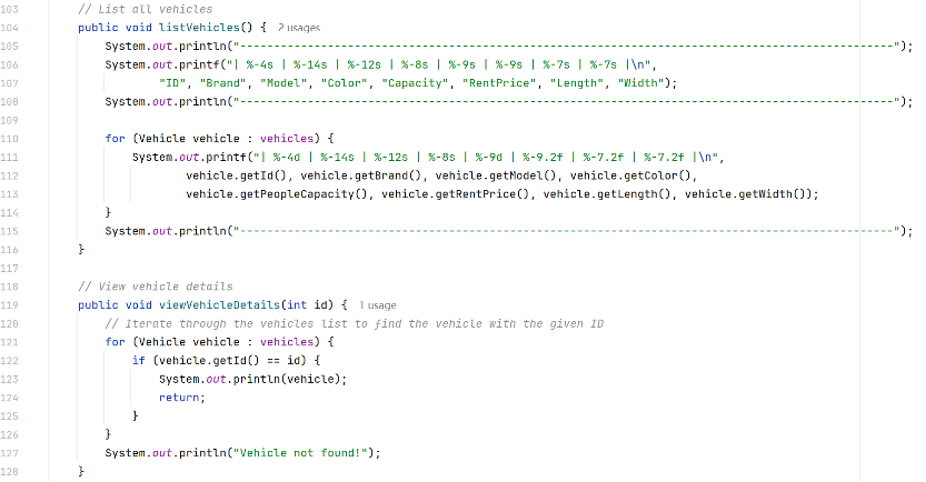 103 // List all vehicles
104 public void listVehicles() { 2 usages
105 System.out.println("-------------------------------------------------------------------------------------------------");
106 System.out.printf("| %-4s | %-14s | %-12s | %-8s | %-9s | %-9s | %-7s | %-7s |\n",
107 "ID", "Brand", "Model", "Color", "Capacity", "RentPrice", "Length", "Width");
108 System.out.println("-------------------------------------------------------------------------------------------------");
109
110 for (Vehicle vehicle : vehicles) {
111 System.out.printf("| %-4d | %-14s | %-12s | %-8s | %-9d | %-9.2f | %-7.2f | %-7.2f |\n",
112 vehicle.getId(), vehicle.getBrand(), vehicle.getModel(), vehicle.getColor(),
113 vehicle.getPeopleCapacity(), vehicle.getRentPrice(), vehicle.getLength(), vehicle.getWidth());
114 }
115 System.out.println("-------------------------------------------------------------------------------------------------");
116 }
117
118 // View vehicle details
119 public void viewVehicleDetails(int id) { 1 usage
120 // Iterate through the vehicles list to find the vehicle with the given ID
121 for (Vehicle vehicle : vehicles) {
122 if (vehicle.getId() == id) {
123 System.out.println(vehicle);
124 return;
125 }
126 }
127 System.out.println("Vehicle not found!");
128 }